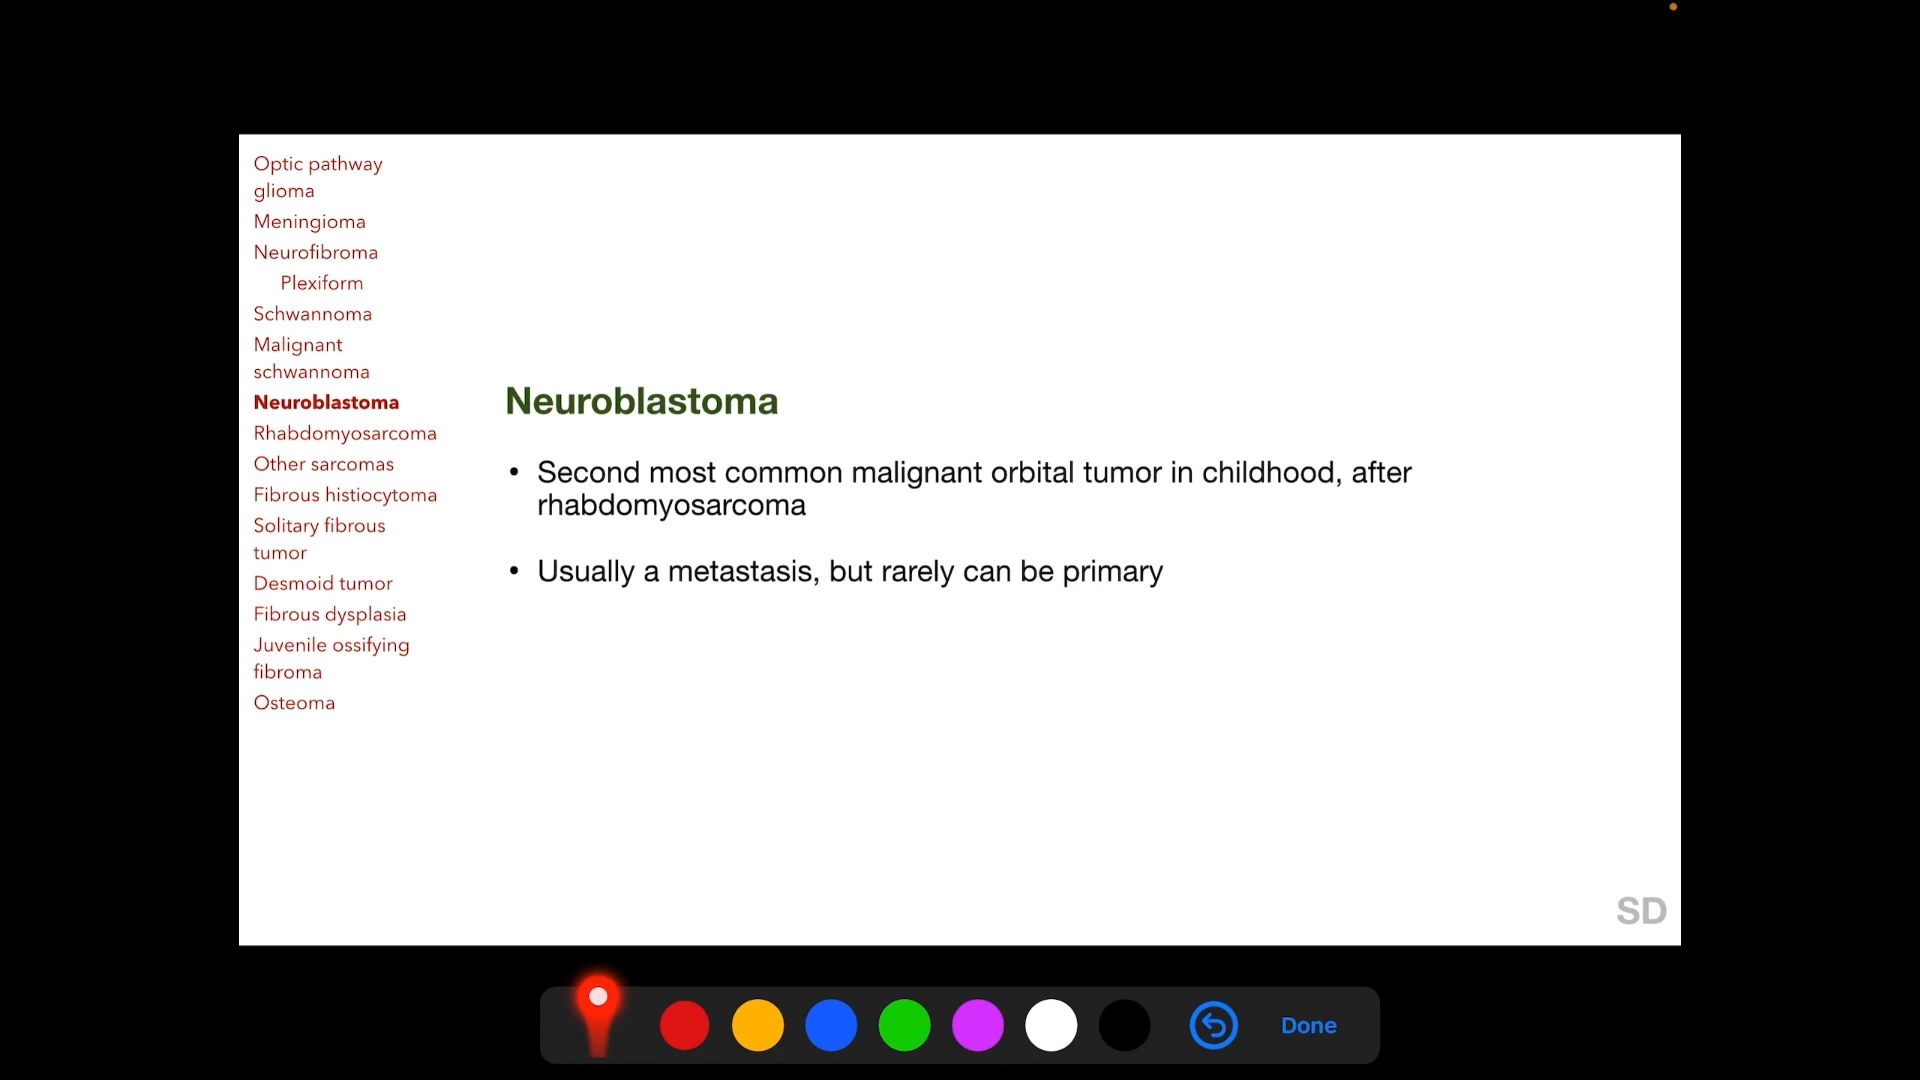 Optic pathway
glioma
Meningioma
Neurofibroma
Plexiform
Schwannoma
Malignant
schwannoma
Neuroblastoma
Rhabdomyosarcoma
Other sarcomas
Fibrous histiocytoma
Solitary fibrous
tumor
Desmoid tumor
Fibrous dysplasia
Juvenile ossifying
fibroma
Osteoma
Neuroblastoma
• Second most common malignant orbital tumor in childhood, after
rhabdomyosarcoma
• Usually a metastasis, but rarely can be primary
SD
Done